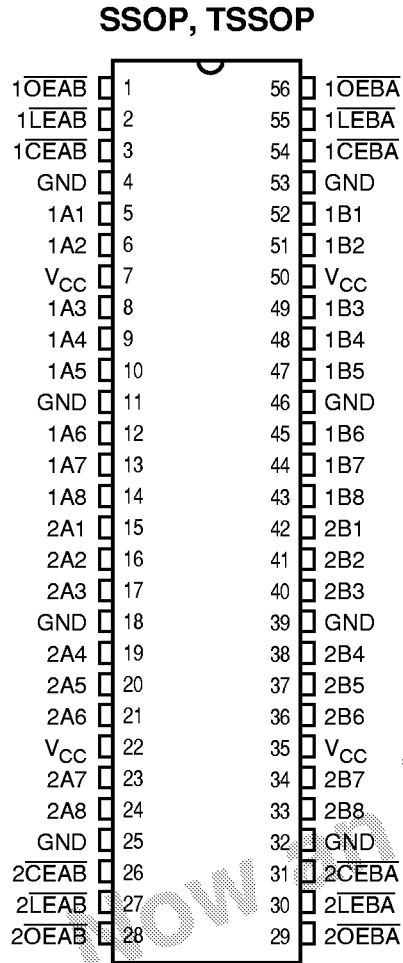 SSOP, TSSOP
1OEAB 1 56 1OEBA
1LEAB 2 55 1LEBA
1CEAB 3 54 1CEBA
GND 4 53 GND
1A1 5 52 1B1
1A2 6 51 1B2
VCC 7 50 VCC
1A3 8 49 1B3
1A4 9 48 1B4
1A5 10 47 1B5
GND 11 46 GND
1A6 12 45 1B6
1A7 13 44 1B7
1A8 14 43 1B8
2A1 15 42 2B1
2A2 16 41 2B2
2A3 17 40 2B3
GND 18 39 GND
2A4 19 38 2B4
2A5 20 37 2B5
2A6 21 36 2B6
VCC 22 35 VCC
2A7 23 34 2B7
2A8 24 33 2B8
GND 25 32 GND
2CEAB 26 31 2CEBA
2LEAB 27 30 2LEBA
2OEAB 28 29 2OEBA
Now on